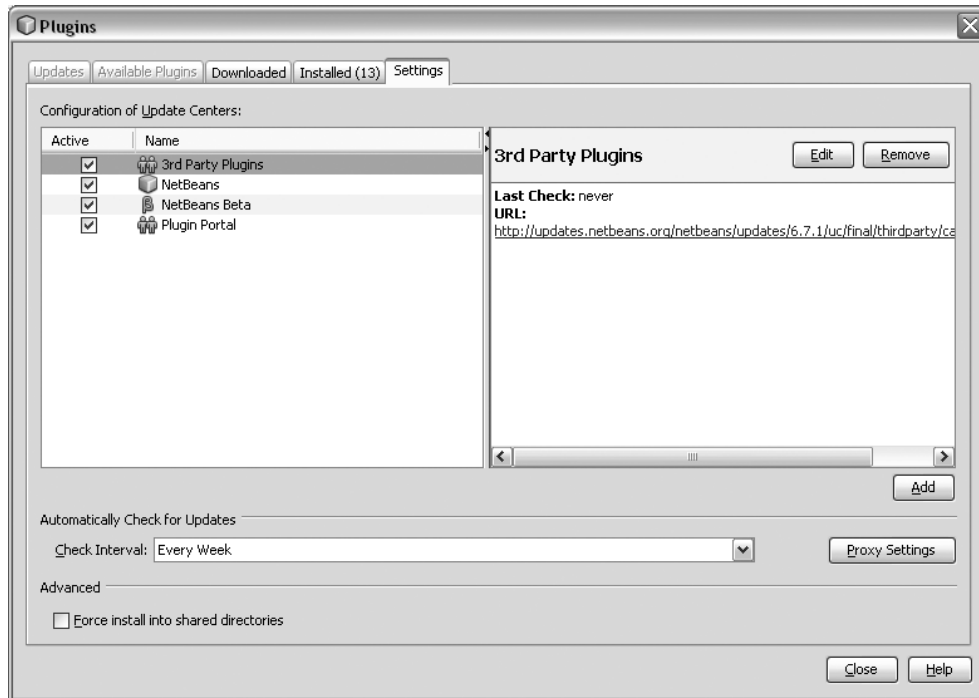 Plugins
Updates Available Plugins Downloaded Installed (13) Settings
Configuration of Update Centers:
Active Name
3rd Party Plugins
NetBeans
NetBeans Beta
Plugin Portal
3rd Party Plugins Edit Remove
Last Check: never
URL:
http://updates.netbeans.org/netbeans/updates/6.7.1/uc/final/thirdparty/ca
Add
Automatically Check for Updates
Check Interval: Every Week Proxy Settings
Advanced
Force install into shared directories
Close Help